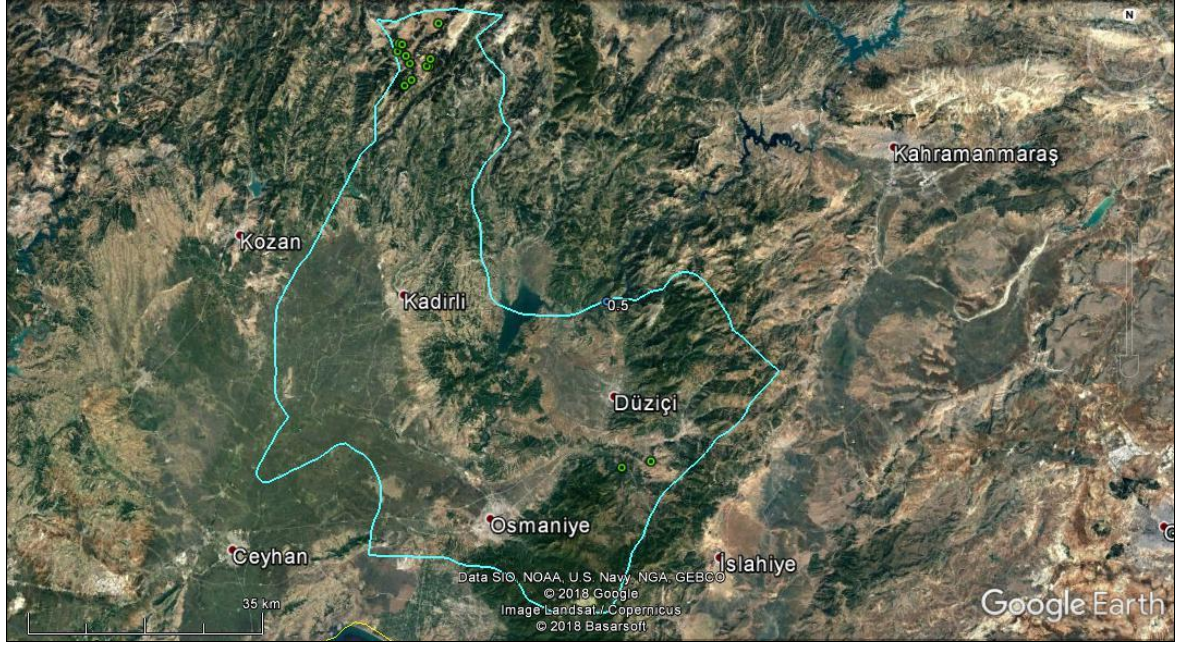 N
Kahramanmaraş
Kozan
Kadirli
0.5
Düziçi
Osmaniye
Ceyhan
İslahiye
G
Data SIO, NOAA, U.S. Navy, NGA, GEBCO
© 2018 Google
35 km
Image Landsat / Copernicus
© 2018 Basarsoft
Google Earth